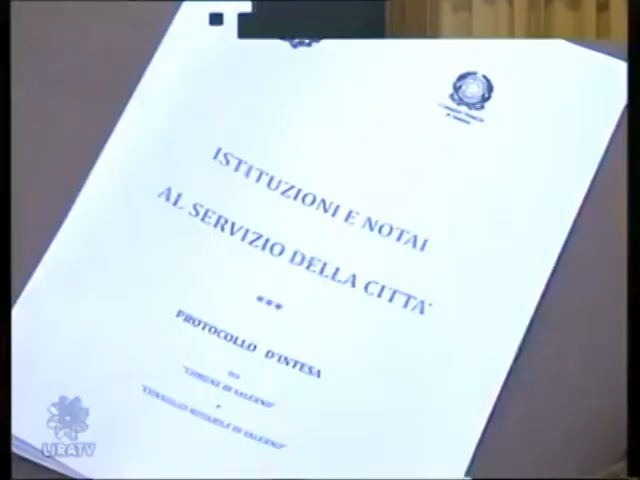 ISTITUZIONI E NOTAI
AL SERVIZIO DELLA CITTA'
***
PROTOCOLLO D'INTESA
"COMUNE DI SALERNO"
e
"CONSIGLIO NOTARILE DI SALERNO"
LIRATV